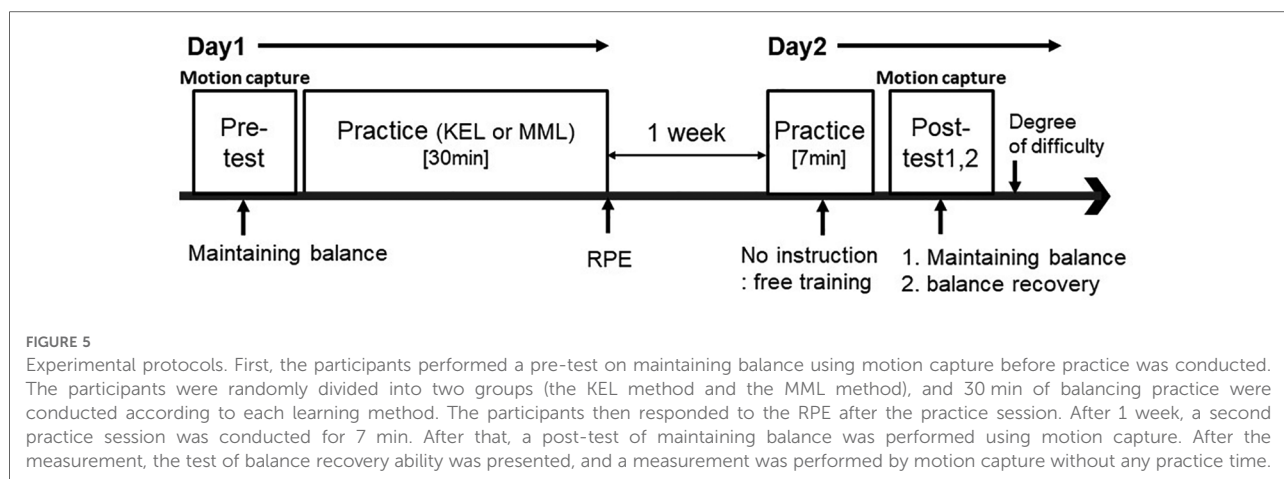 Day1
Day2
Motion capture
Motion capture
Pre-
test
Practice (KEL or MML)
[30min]
1 week
Practice
[7min]
Post-
test1,2
Degree
of difficulty
Maintaining balance
RPE
No instruction
: free training
1. Maintaining balance
2. balance recovery
FIGURE 5
Experimental protocols. First, the participants performed a pre-test on maintaining balance using motion capture before practice was conducted.
The participants were randomly divided into two groups (the KEL method and the MML method), and 30 min of balancing practice were
conducted according to each learning method. The participants then responded to the RPE after the practice session. After 1 week, a second
practice session was conducted for 7 min. After that, a post-test of maintaining balance was performed using motion capture. After the
measurement, the test of balance recovery ability was presented, and a measurement was performed by motion capture without any practice time.